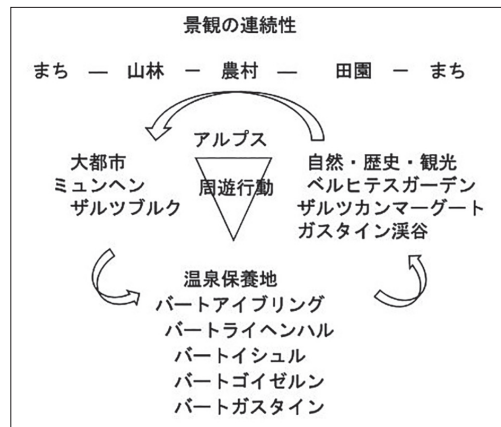 景観の連続性
まち — 山林 — 農村 — 田園 — まち
アルプス
周遊行動
大都市
ミュンヘン
ザルツブルク
自然・歴史・観光
ベルヒテスガーデン
ザルツカンマーグート
ガスタイン渓谷
温泉保養地
バートアイブリング
バートライヘンハル
バートイシュル
バートゴイゼルン
バートガスタイン